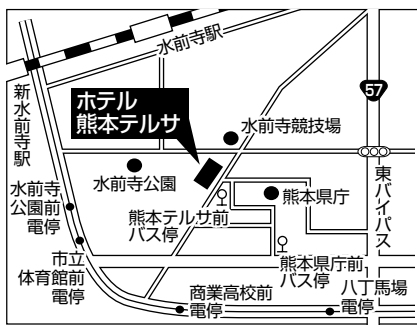 水前寺駅
57
新水前寺駅
ホテル
熊本テルサ
水前寺競技場
東バイパス
水前寺公園
熊本県庁
水前寺
公園前
電停
熊本テルサ前
バス停
市立
体育館前
電停
熊本県庁前
バス停
商業高校前
電停
八丁馬場
電停